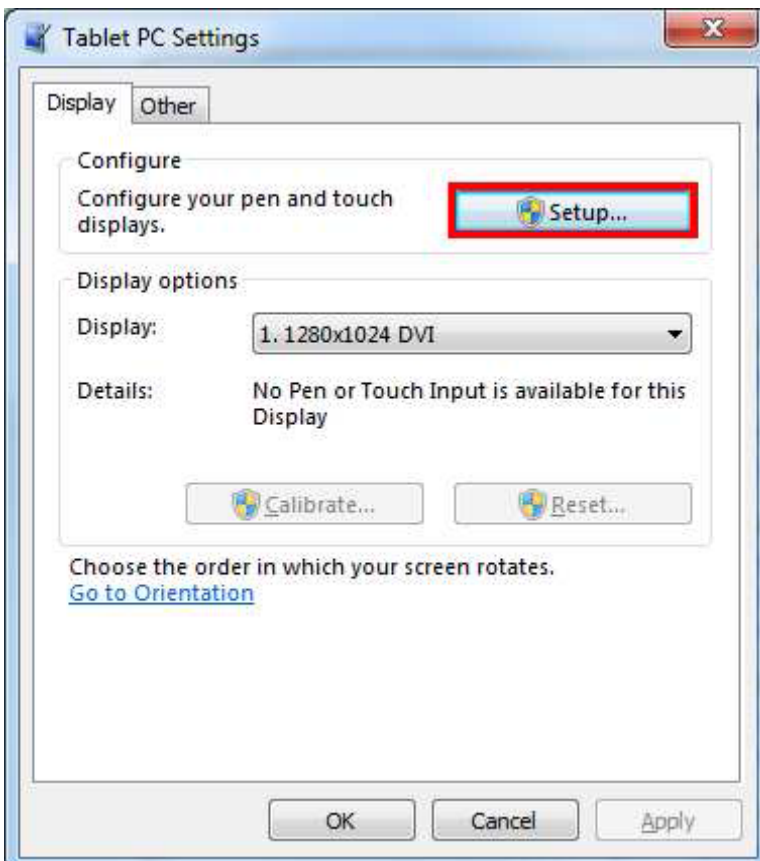 Tablet PC Settings
Display
Other
Configure
Configure your pen and touch
displays.
Setup...
Display options
Display:
1. 1280x1024 DVI
Details:
No Pen or Touch Input is available for this
Display
Calibrate...
Reset...
Choose the order in which your screen rotates.
Go to Orientation
OK
Cancel
Apply